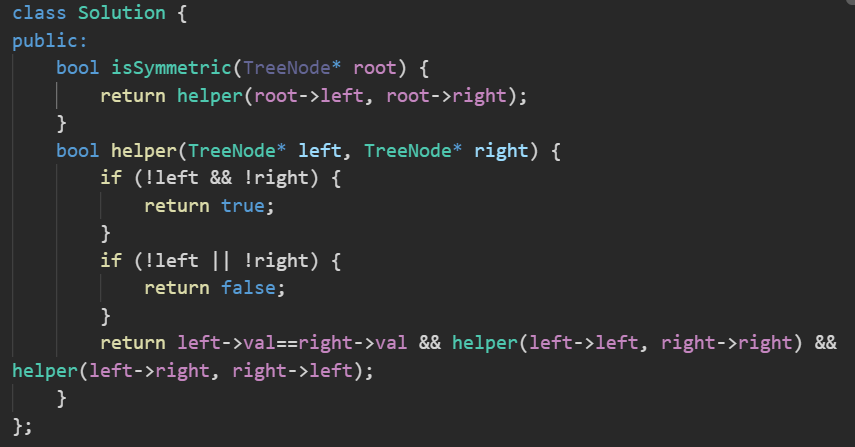 class Solution {
public:
    bool isSymmetric(TreeNode* root) {
        return helper(root->left, root->right);
    }
    bool helper(TreeNode* left, TreeNode* right) {
        if (!left && !right) {
            return true;
        }
        if (!left || !right) {
            return false;
        }
        return left->val==right->val && helper(left->left, right->right) &&
helper(left->right, right->left);
    }
};